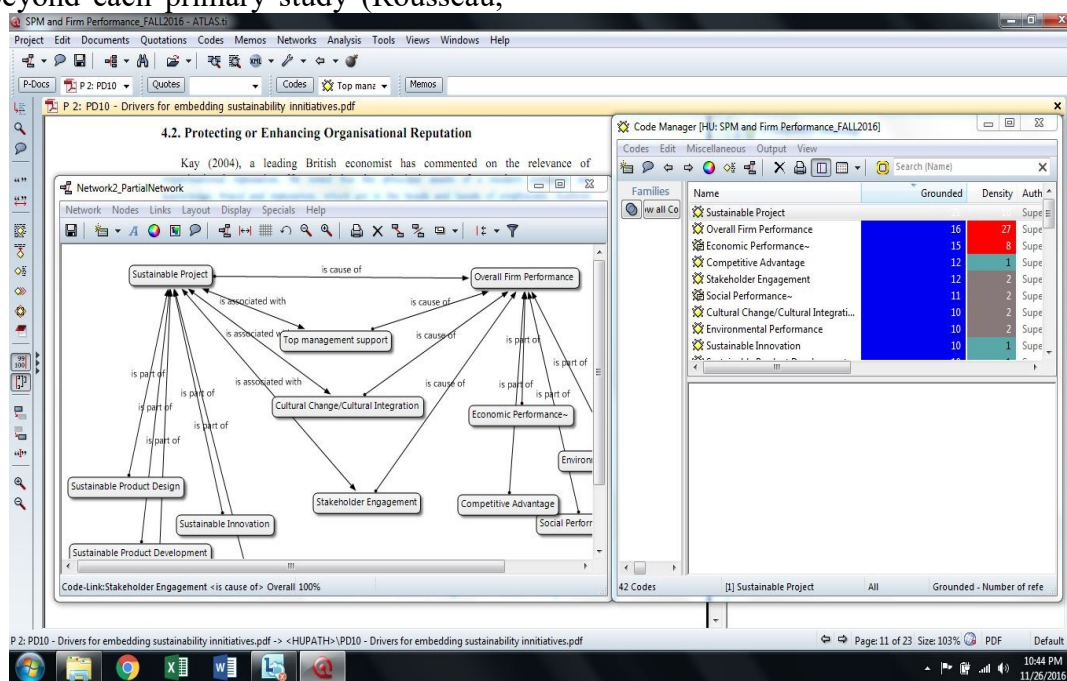 beyond each primary study (Rousseau,
SPM and Firm Performance_FALL2016 - ATLAS.ti
Project Edit Documents Quotations Codes Memos Networks Analysis Tools Views Windows Help
P-Docs P 2: PD10 Quotes Codes Top mana Memos
P 2: PD10 - Drivers for embedding sustainability innitiatives.pdf
4.2. Protecting or Enhancing Organisational Reputation
Kay (2004), a leading British economist has commented on the relevance of
Network2_PartialNetwork
Network Nodes Links Layout Display Specials Help
Sustainable Project
is cause of
Overall Firm Performance
is associated with
is cause of
is associated w
Top management support
is cause of
is part of
is part of
is part of
is associated with
is cause of
is part of
is part of
is part of
is part of
Cultural Change/Cultural Integration
Economic Performance~
is part of
is part of
Environ
Sustainable Product Design
Stakeholder Engagement
Competitive Advantage
Sustainable Innovation
Social Perforr
Sustainable Product Development
Code-Link:Stakeholder Engagement <is cause of> Overall 100%
Code Manager [HU: SPM and Firm Performance_FALL2016]
Codes Edit Miscellaneous Output View
Search (Name)
Families
w all Co
Name Grounded Density Auth
Sustainable Project Supe
Overall Firm Performance 16 27 Supe
Economic Performance~ 15 8 Supe
Competitive Advantage 12 1 Supe
Stakeholder Engagement 12 2 Supe
Social Performance~ 11 2 Supe
Cultural Change/Cultural Integrati... 10 2 Supe
Environmental Performance 10 2 Supe
Sustainable Innovation 10 1 Supe
42 Codes [1] Sustainable Project All Grounded - Number of refe
P 2: PD10 - Drivers for embedding sustainability innitiatives.pdf -> <HUPATH>\PD10 - Drivers for embedding sustainability innitiatives.pdf
Page: 11 of 23 Size: 103% PDF Default
10:44 PM
11/26/2016